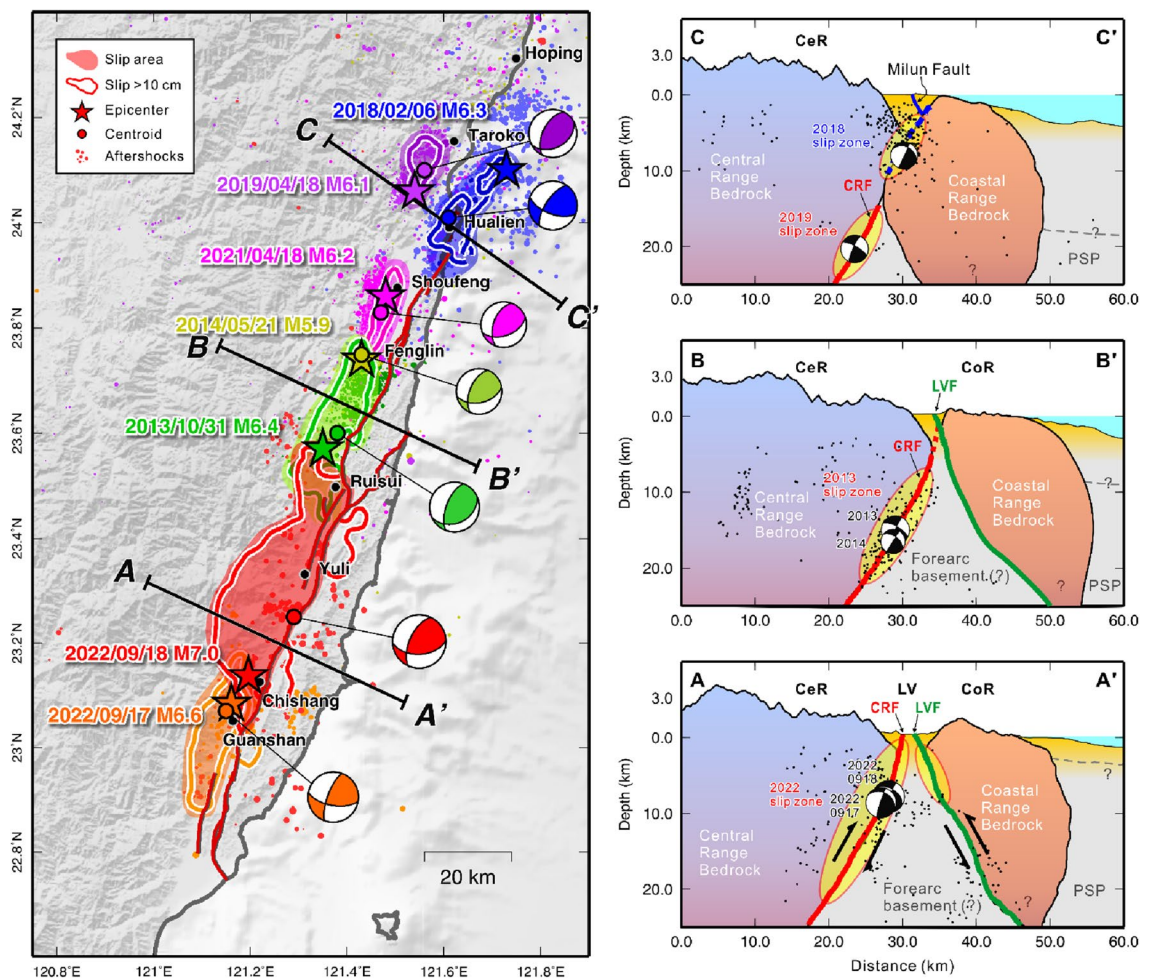 Slip area
Slip >10 cm
Epicenter
Centroid
Aftershocks
Hoping
2018/02/06 M6.3
C
Taroko
2019/04/18 M6.1
Hualien
2021/04/18 M6.2
Shoufeng
C'
2014/05/21 M5.9
B
Fenglin
2013/10/31 M6.4
B'
Ruisui
A
Yuli
2022/09/18 M7.0
Chishang
A'
2022/09/17 M6.6
Guanshan
20 km
24.2°N
24°N
23.8°N
23.6°N
23.4°N
23.2°N
23°N
22.8°N
120.8°E 121°E 121.2°E 121.4°E 121.6°E 121.8°E
C CeR C'
Milun Fault
2018
slip zone
Central
Range
Bedrock
CRF
2019
slip zone
Coastal Range
Bedrock
?
?
?
PSP
Depth (km)
3.0
0.0
10.0
20.0
0.0 10.0 20.0 30.0 40.0 50.0 60.0
B CeR CoR B'
LVF
CRF
2013
slip zone
2013
2014
Central
Range
Bedrock
Coastal
Range
Bedrock
Forearc
basement (?)
?
?
PSP
Depth (km)
3.0
0.0
10.0
20.0
0.0 10.0 20.0 30.0 40.0 50.0 60.0
A CeR LV CoR A'
CRF LVF
2022
0918
2022
slip zone
2022
0917
Central
Range
Bedrock
Coastal
Range
Bedrock
Forearc
basement (?)
?
?
PSP
Depth (km)
3.0
0.0
10.0
20.0
0.0 10.0 20.0 30.0 40.0 50.0 60.0
Distance (km)